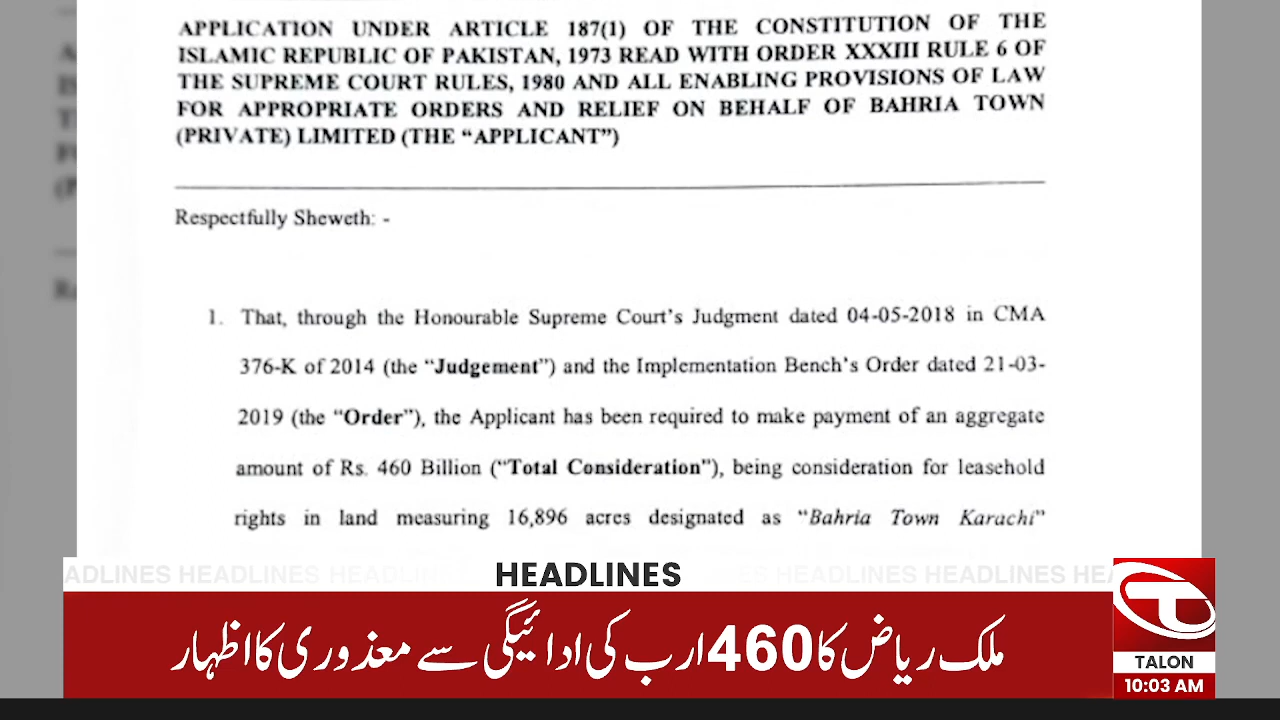 APPLICATION UNDER ARTICLE 187(1) OF THE CONSTITUTION OF THE
ISLAMIC REPUBLIC OF PAKISTAN, 1973 READ WITH ORDER XXXIII RULE 6 OF
THE SUPREME COURT RULES, 1980 AND ALL ENABLING PROVISIONS OF LAW
FOR APPROPRIATE ORDERS AND RELIEF ON BEHALF OF BAHRIA TOWN
(PRIVATE) LIMITED (THE “APPLICANT”)
Respectfully Sheweth: -
1. That, through the Honourable Supreme Court’s Judgment dated 04-05-2018 in CMA
376-K of 2014 (the “Judgement”) and the Implementation Bench’s Order dated 21-03-
2019 (the “Order”), the Applicant has been required to make payment of an aggregate
amount of Rs. 460 Billion (“Total Consideration”), being consideration for leasehold
rights in land measuring 16,896 acres designated as “Bahria Town Karachi”
ADLINES HEADLINES HEADLINES HEADLINES HEADLINES HEA
HEADLINES
ملک ریاض کا 460 ارب کی ادائیگی سے معذوری کا اظہار
TALON
10:03 AM